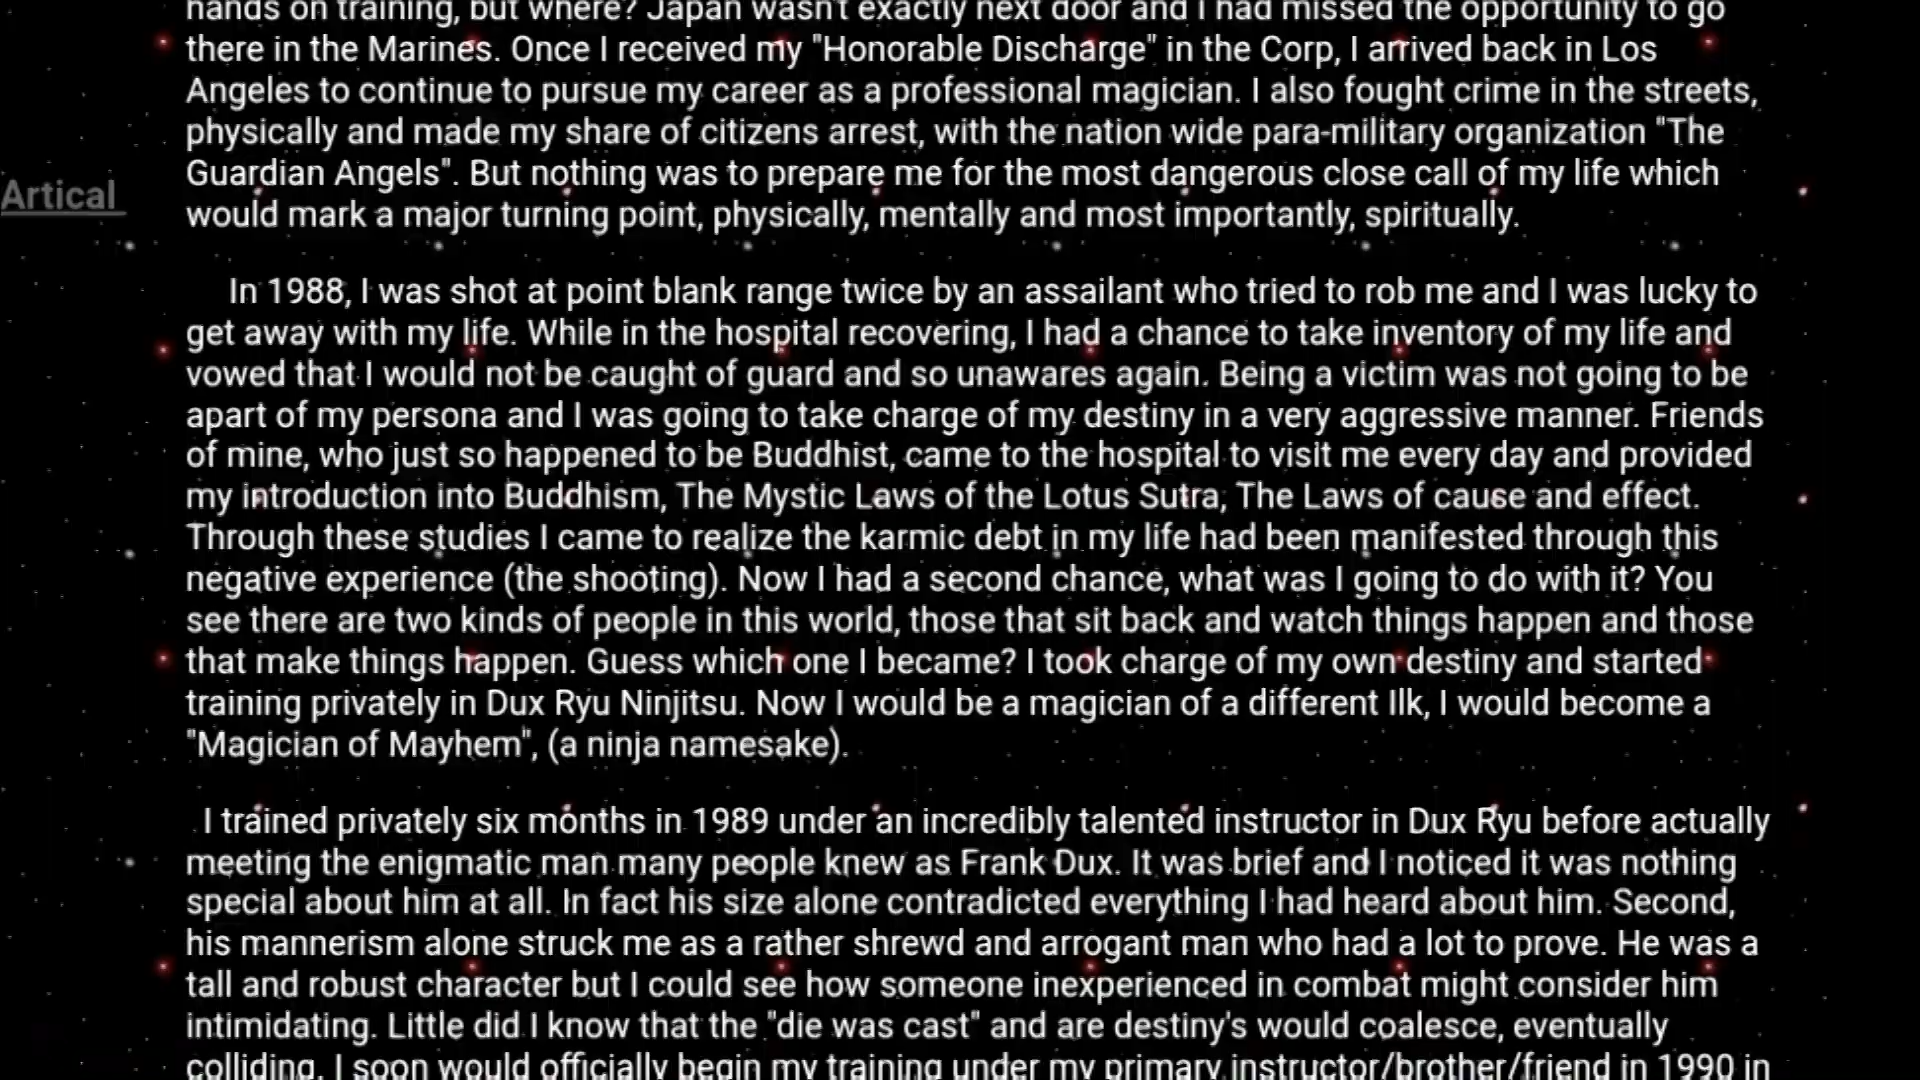 hands on training, but where? Japan wasn't exactly next door and I had missed the opportunity to go
there in the Marines. Once I received my "Honorable Discharge" in the Corp, I arrived back in Los
Angeles to continue to pursue my career as a professional magician. I also fought crime in the streets,
physically and made my share of citizens arrest, with the nation wide para-military organization "The
Guardian Angels". But nothing was to prepare me for the most dangerous close call of my life which
Artical
would mark a major turning point, physically, mentally and most importantly, spiritually.
In 1988, I was shot at point blank range twice by an assailant who tried to rob me and I was lucky to
get away with my life. While in the hospital recovering, I had a chance to take inventory of my life and
vowed that I would not be caught of guard and so unawares again. Being a victim was not going to be
apart of my persona and I was going to take charge of my destiny in a very aggressive manner. Friends
of mine, who just so happened to be Buddhist, came to the hospital to visit me every day and provided
my introduction into Buddhism, The Mystic Laws of the Lotus Sutra, The Laws of cause and effect.
Through these studies I came to realize the karmic debt in my life had been manifested through this
negative experience (the shooting). Now I had a second chance, what was I going to do with it? You
see there are two kinds of people in this world, those that sit back and watch things happen and those
that make things happen. Guess which one I became? I took charge of my own destiny and started
training privately in Dux Ryu Ninjitsu. Now I would be a magician of a different Ilk, I would become a
"Magician of Mayhem", (a ninja namesake).
I trained privately six months in 1989 under an incredibly talented instructor in Dux Ryu before actually
meeting the enigmatic man many people knew as Frank Dux. It was brief and I noticed it was nothing
special about him at all. In fact his size alone contradicted everything I had heard about him. Second,
his mannerism alone struck me as a rather shrewd and arrogant man who had a lot to prove. He was a
tall and robust character but I could see how someone inexperienced in combat might consider him
intimidating. Little did I know that the "die was cast" and are destiny's would coalesce, eventually
colliding. I soon would officially begin my training under my primary instructor/brother/friend in 1990 in